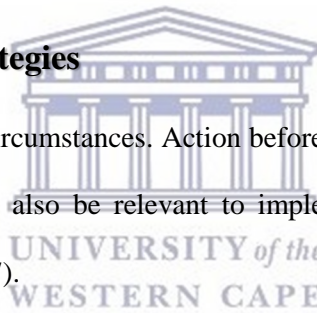 tegies
rcumstances. Action before
also be relevant to imple
UNIVERSITY of the
).
WESTERN CAPE